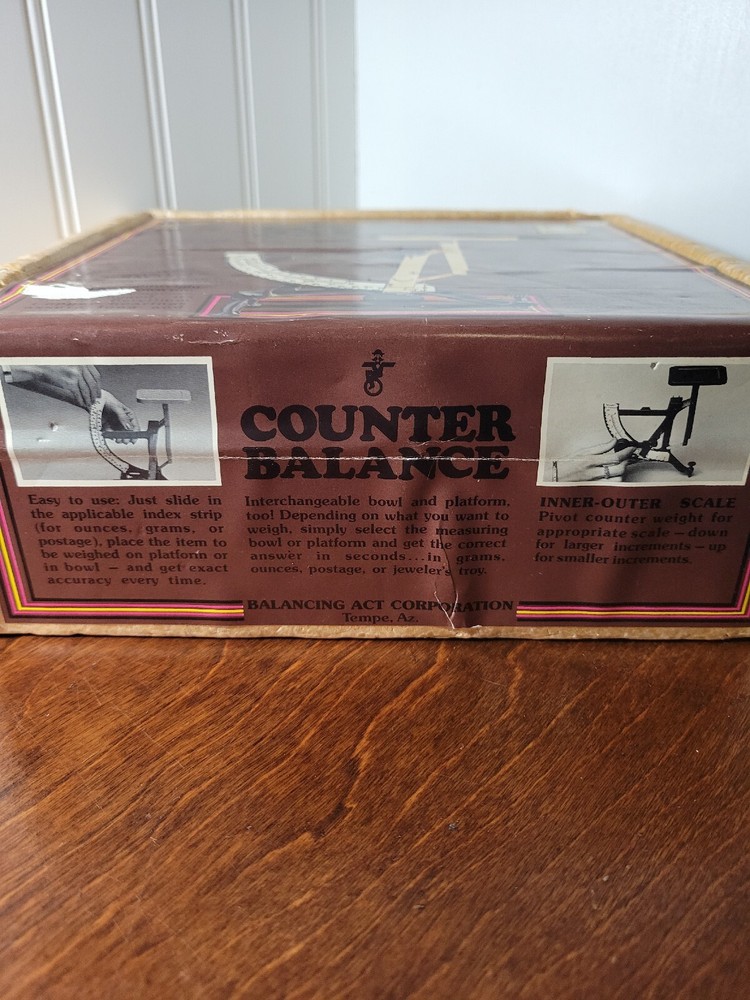 COUNTER
BALANCE
Easy to use: Just slide in
the applicable index strip
(for ounces, grams, or
postage), place the item to
be weighed on platform or
in bowl — and get exact
accuracy every time.
Interchangeable bowl and platform,
too! Depending on what you want to
weigh, simply select the measuring
bowl or platform and get the correct
answer in seconds...in grams,
ounces, postage, or jeweler's troy.
INNER-OUTER SCALE
Pivot counter weight for
appropriate scale — down
for larger increments — up
for smaller increments.
BALANCING ACT CORPORATION
Tempe, Az.